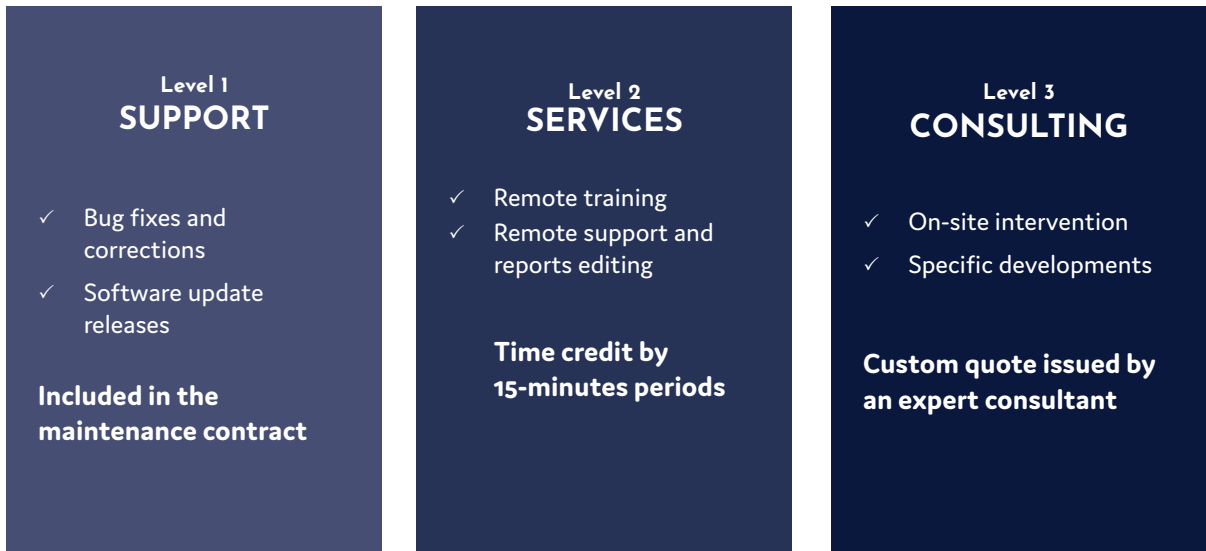 Level 1
SUPPORT
✓ Bug fixes and
corrections
✓ Software update
releases
Included in the
maintenance contract
Level 2
SERVICES
✓ Remote training
✓ Remote support and
reports editing
Time credit by
15-minutes periods
Level 3
CONSULTING
✓ On-site intervention
✓ Specific developments
Custom quote issued by
an expert consultant